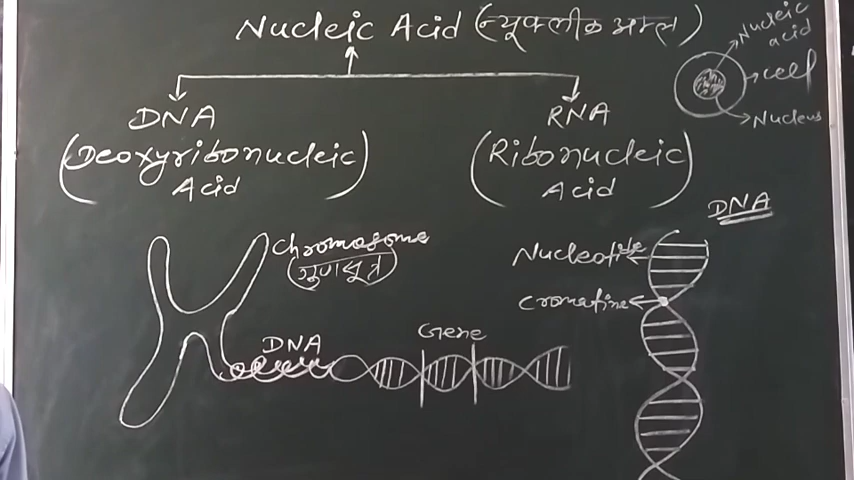 Nucleic Acid (न्यूक्लीक अम्ल)
Nucleic acid
cell
Nucleus
DNA
(Deoxyribonucleic Acid)
RNA
(Ribonucleic Acid)
DNA
Chromosome
(गुणसूत्र)
Nucleotide
Cromatine
DNA
Gene